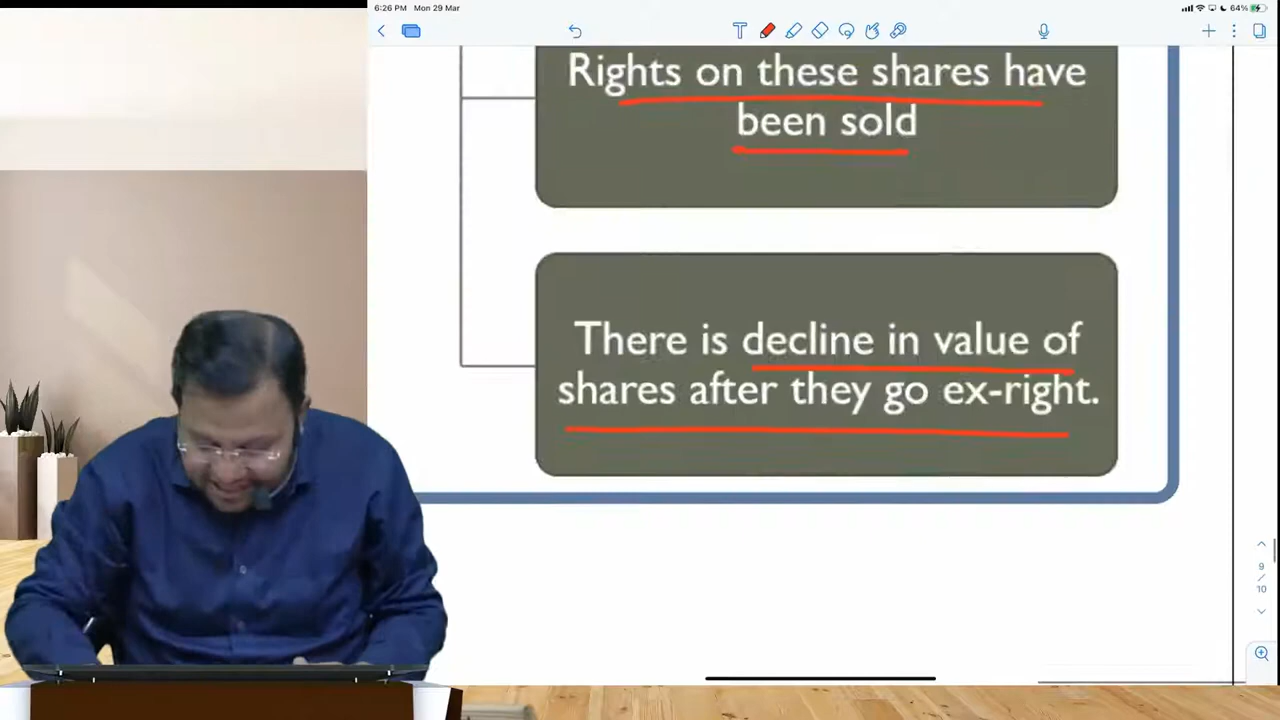 6:26 PM Mon 29 Mar
64%
Rights on these shares have
been sold
There is decline in value of
shares after they go ex-right.
9
/
10